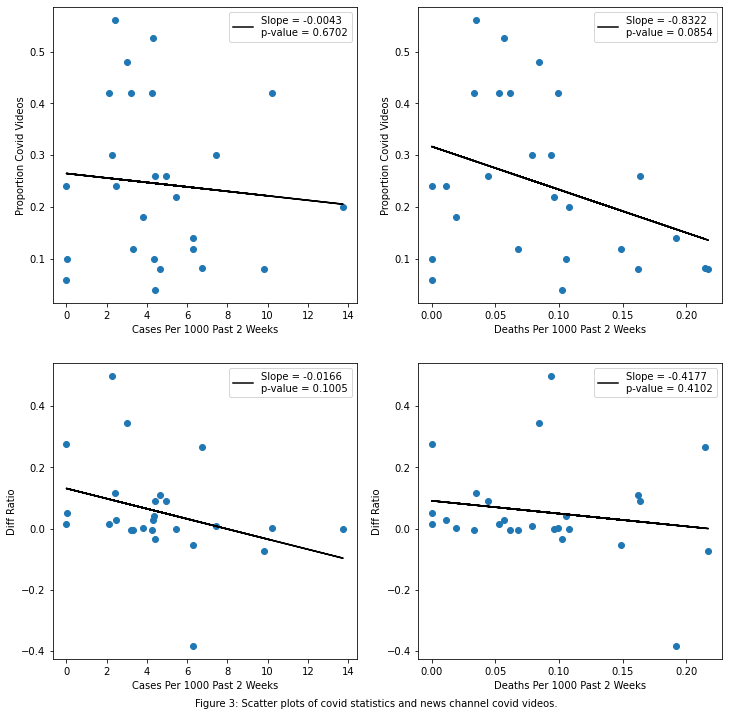 Slope = -0.0043
p-value = 0.6702
Proportion Covid Videos
0.5
0.4
0.3
0.2
0.1
0 2 4 6 8 10 12 14
Cases Per 1000 Past 2 Weeks
Slope = -0.8322
p-value = 0.0854
Proportion Covid Videos
0.5
0.4
0.3
0.2
0.1
0.00 0.05 0.10 0.15 0.20
Deaths Per 1000 Past 2 Weeks
Slope = -0.0166
p-value = 0.1005
Diff Ratio
0.4
0.2
0.0
−0.2
−0.4
0 2 4 6 8 10 12 14
Cases Per 1000 Past 2 Weeks
Slope = -0.4177
p-value = 0.4102
Diff Ratio
0.4
0.2
0.0
−0.2
−0.4
0.00 0.05 0.10 0.15 0.20
Deaths Per 1000 Past 2 Weeks
Figure 3: Scatter plots of covid statistics and news channel covid videos.